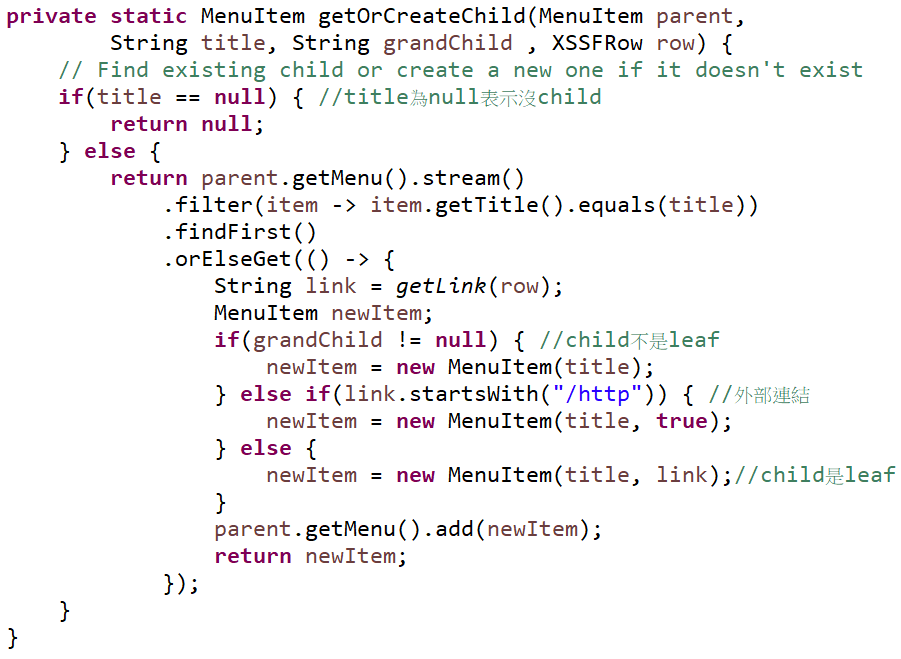 private static MenuItem getOrCreateChild(MenuItem parent,
        String title, String grandChild , XSSFRow row) {
    // Find existing child or create a new one if it doesn't exist
    if(title == null) { //title為null表示沒child
        return null;
    } else {
        return parent.getMenu().stream()
            .filter(item -> item.getTitle().equals(title))
            .findFirst()
            .orElseGet(() -> {
                String link = getLink(row);
                MenuItem newItem;
                if(grandChild != null) { //child不是leaf
                    newItem = new MenuItem(title);
                } else if(link.startsWith("/http")) { //外部連結
                    newItem = new MenuItem(title, true);
                } else {
                    newItem = new MenuItem(title, link);//child是leaf
                }
                parent.getMenu().add(newItem);
                return newItem;
            });
    }
}